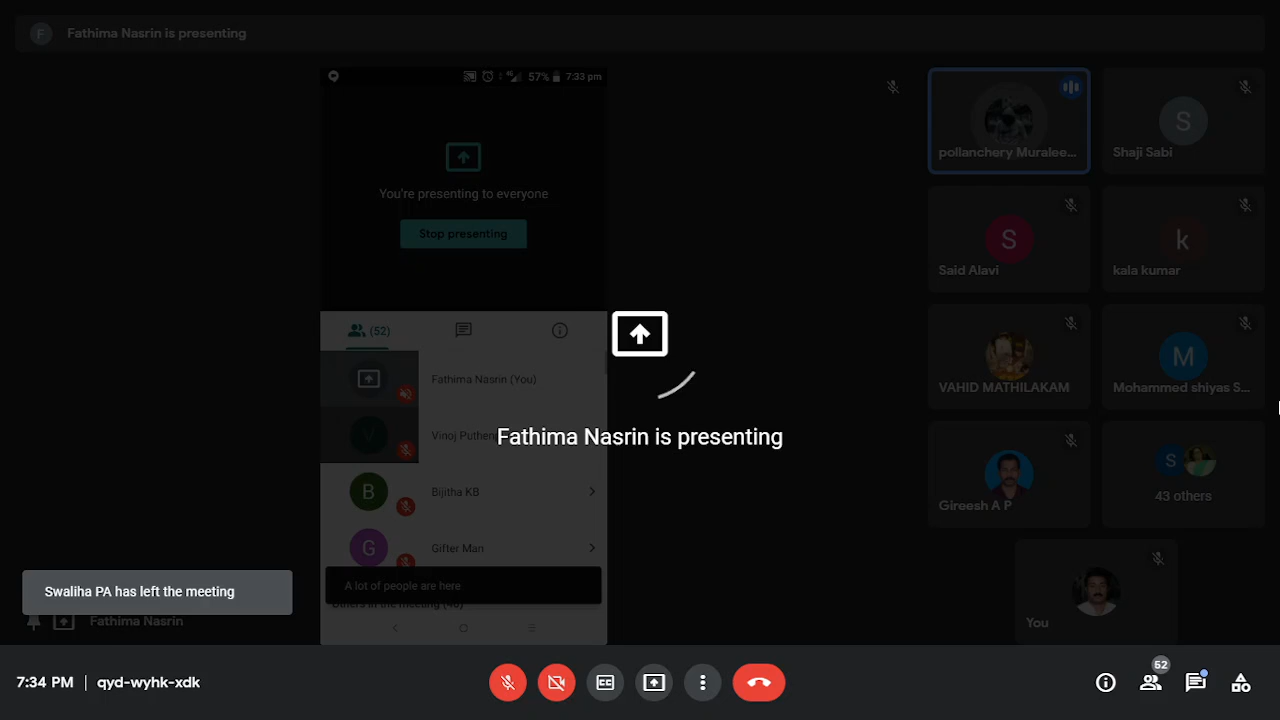 F
Fathima Nasrin is presenting
57%
7:33 pm
You're presenting to everyone
Stop presenting
(52)
Fathima Nasrin (You)
V
Vinoj Puthenp
B
Bijitha KB
G
Gifter Man
A lot of people are here
Others in the meeting
Fathima Nasrin is presenting
pollanchery Muralee...
S
Shaji Sabi
S
Said Alavi
k
kala kumar
VAHID MATHILAKAM
M
Mohammed shiyas S...
Gireesh A P
S
43 others
You
Swaliha PA has left the meeting
Fathima Nasrin
7:34 PM | qyd-wyhk-xdk
CC
52